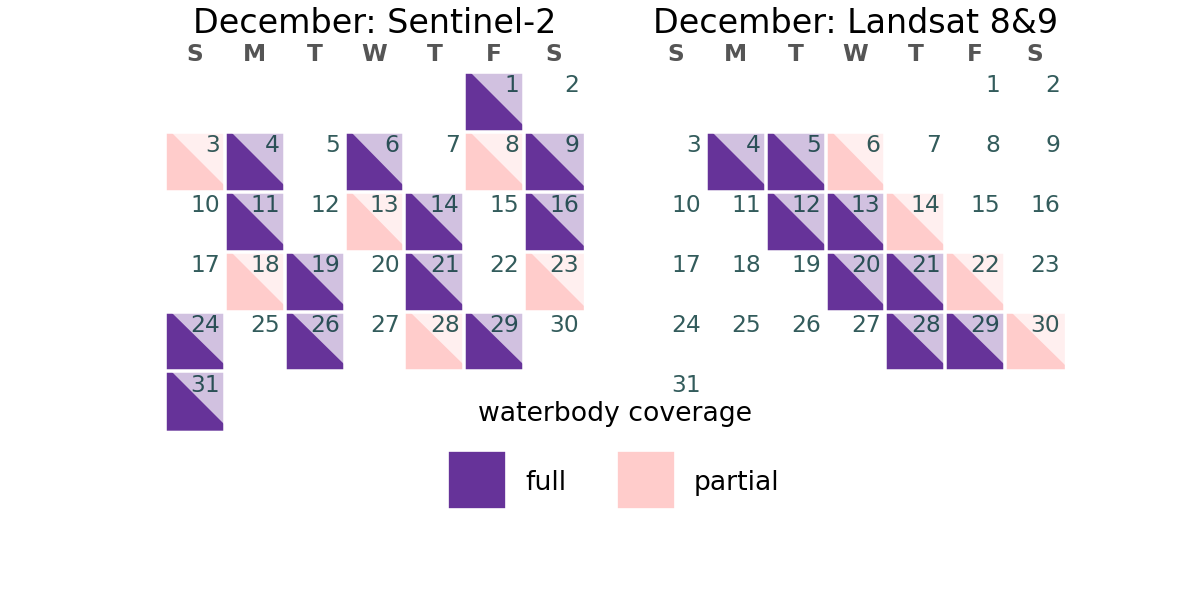 December: Sentinel-2
S M T W T F S
1 2
3 4 5 6 7 8 9
10 11 12 13 14 15 16
17 18 19 20 21 22 23
24 25 26 27 28 29 30
31
December: Landsat 8&9
S M T W T F S
1 2
3 4 5 6 7 8 9
10 11 12 13 14 15 16
17 18 19 20 21 22 23
24 25 26 27 28 29 30
31
waterbody coverage
full partial